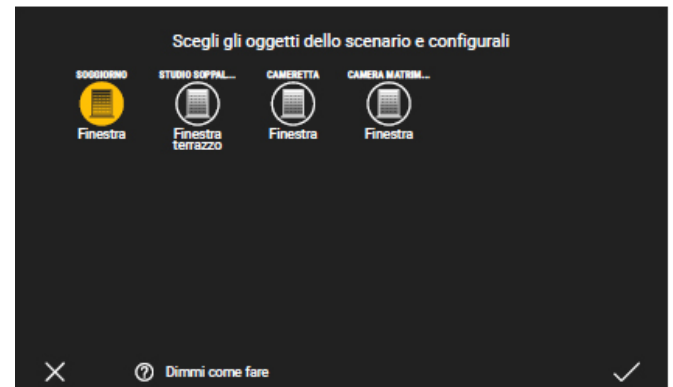 Scegli gli oggetti dello scenario e configurali
SOGGIORNO STUDIO SOPPAL... CAMERETTA CAMERA MATRIM...
Finestra Finestra terrazzo Finestra Finestra
? Dimmi come fare